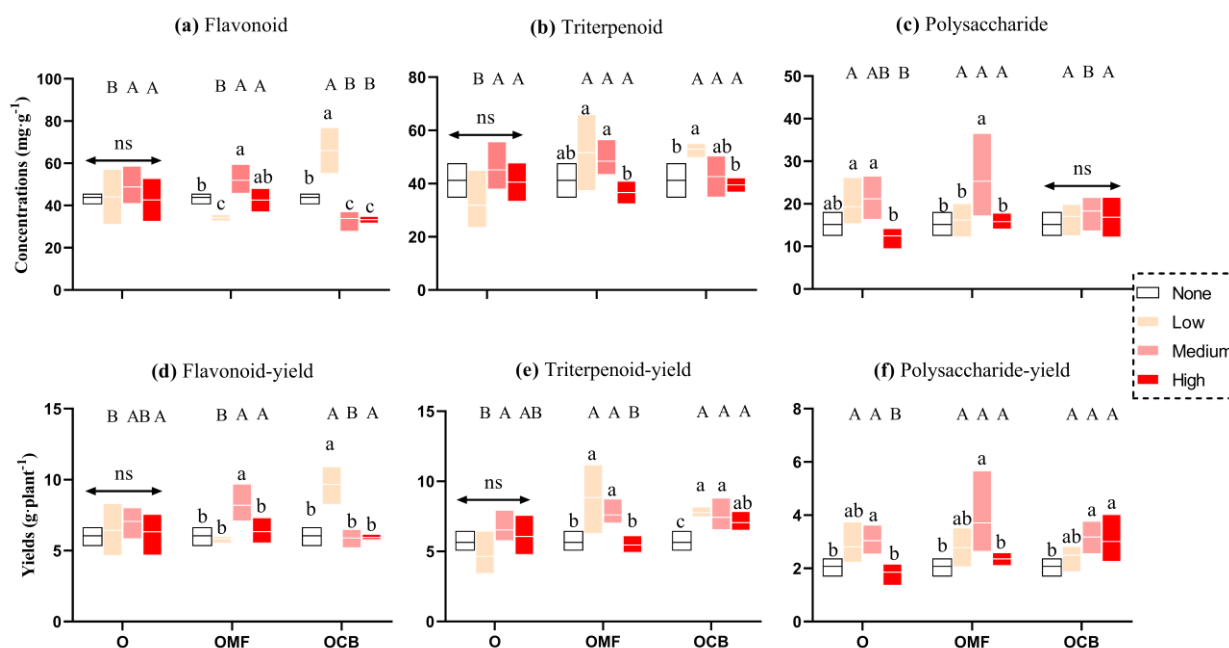 (a) Flavonoid
(b) Triterpenoid
(c) Polysaccharide
Concentrations (mg·g-1)
100
80
60
40
20
0
B A A
B A A
A B B
ns
b
c
a
ab
b
a
c
c
80
60
40
20
0
B A A
A A A
A A A
ns
ab
a
a
b
b
a
ab
b
50
40
30
20
10
0
A AB B
A A A
A B A
ab
a
a
b
b
b
a
b
ns
None
Low
Medium
High
(d) Flavonoid-yield
(e) Triterpenoid-yield
(f) Polysaccharide-yield
Yields (g·plant-1)
15
10
5
0
B AB A
B A A
A B A
ns
b
b
a
b
b
a
b
b
O
OMF
OCB
15
10
5
0
B A AB
A A B
A A A
ns
b
a
a
b
c
a
a
ab
O
OMF
OCB
8
6
4
2
0
A A B
A A A
A A A
b
ab
a
b
b
ab
a
b
b
ab
a
a
O
OMF
OCB